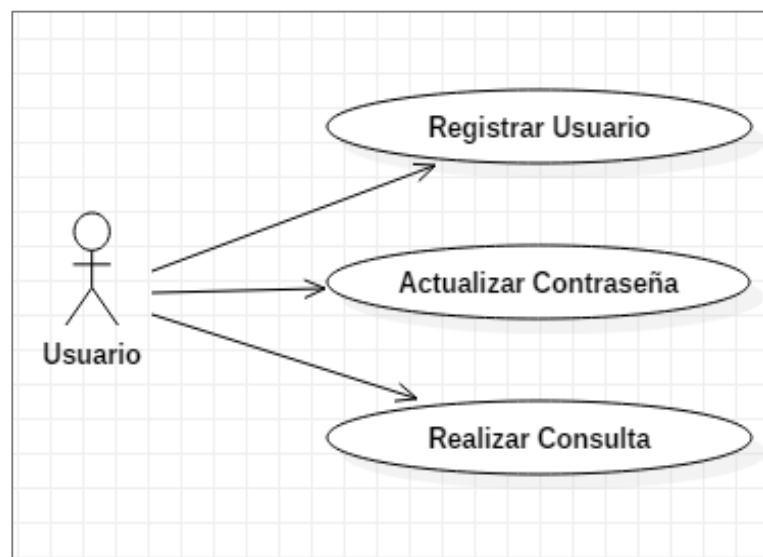 Registrar Usuario
Actualizar Contraseña
Usuario
Realizar Consulta